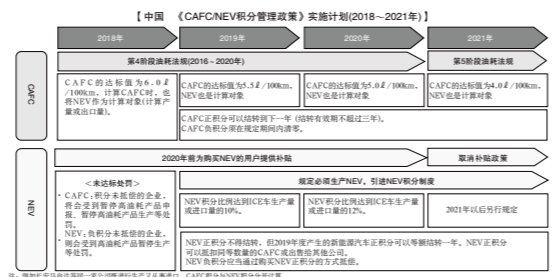 【 中国 《CAFC/NEV积分管理政策》实施计划(2018～2021年) 】
2018年
2019年
2020年
2021年
CAFC
第4阶段油耗法规(2016～2020年)
第5阶段油耗法规
CAFC的达标值为6.0ℓ
/100km，计算CAFC时，也
将NEV作为计算对象(计算产
量或出口量)。
CAFC的达标值为5.5ℓ/100km，
NEV也是计算对象
CAFC的达标值为5.0ℓ/100km，
NEV也是计算对象
CAFC的达标值为4.0ℓ/100km，
NEV也是计算对象
CAFC正积分可以结转到下一年 (结转有效期不超过三年)。
CAFC负积分须在规定期间内清零。
NEV
2020年前为购买NEV的用户提供补贴
取消补贴政策
＜未达标处罚＞
・ CAFC：积分未抵偿的企业，
将会受到暂停高油耗产品申
报、暂停高油耗产品生产等处
罚。
・ NEV：负积分未抵偿的企业，
则会受到高油耗产品暂停生产
等处罚。
规定必须生产NEV，引进NEV积分制度
NEV积分比例达到ICE车生产量
或进口量的10%。
NEV积分比例达到ICE车生产量
或进口量的12%。
2021年以后另行规定
NEV正积分不得结转，但2019年度产生的新能源汽车正积分可以等额结转一年。NEV正积分
可以抵扣同等数量的CAFC或出售给其他公司。
NEV负积分应当通过购买NEV正积分的方式抵偿。